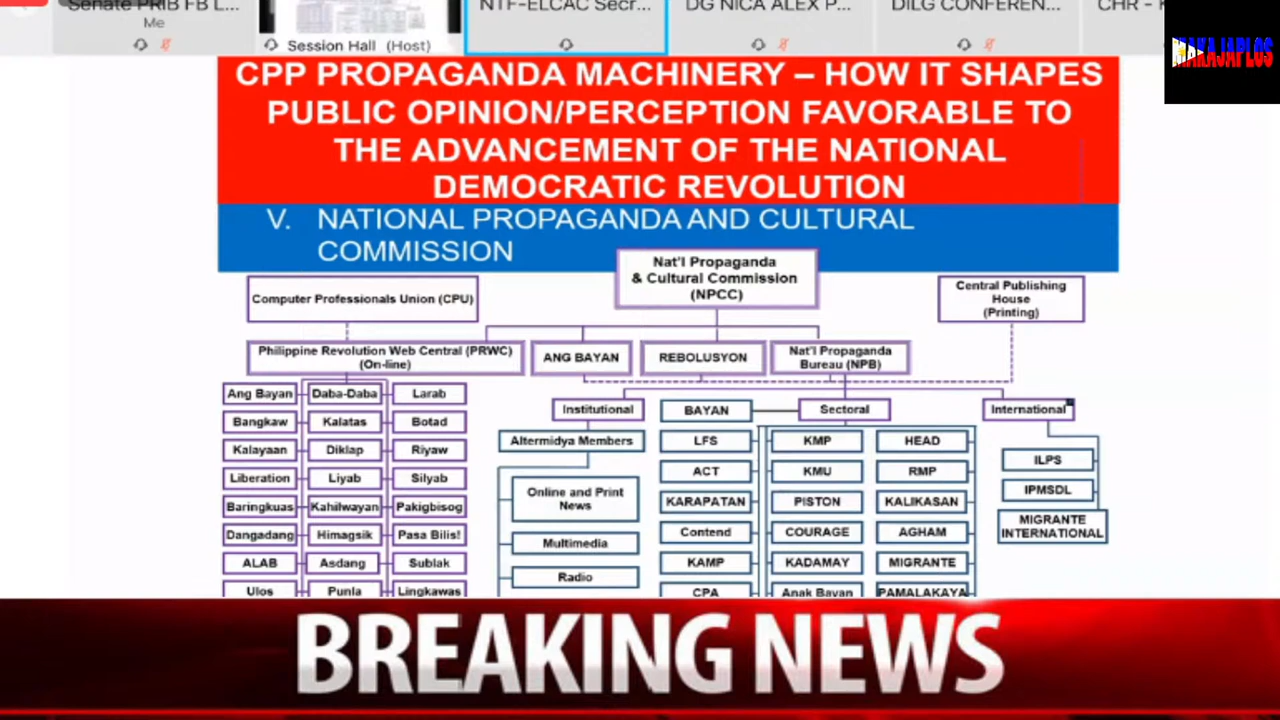 Senate PRIB FB L...
Me
Session Hall (Host)
NTF-ELCAC Secr...
DG NICA ALEX P...
DILG CONFEREN...
CHR -
MAKAJAPLOS
CPP PROPAGANDA MACHINERY – HOW IT SHAPES
PUBLIC OPINION/PERCEPTION FAVORABLE TO
THE ADVANCEMENT OF THE NATIONAL
DEMOCRATIC REVOLUTION
V. NATIONAL PROPAGANDA AND CULTURAL
COMMISSION
Nat'l Propaganda
& Cultural Commission
(NPCC)
Computer Professionals Union (CPU)
Central Publishing
House
(Printing)
Philippine Revolution Web Central (PRWC)
(On-line)
ANG BAYAN
REBOLUSYON
Nat'l Propaganda
Bureau (NPB)
Ang Bayan Daba-Daba Larab
Bangkaw Kalatas Botad
Kalayaan Diklap Riyaw
Liberation Liyab Silyab
Baringkuas Kahilwayan Pakigbisog
Dangadang Himagsik Pasa Bilis!
ALAB Asdang Sublak
Ulos Punla Lingkawas
Institutional
Altermidya Members
Online and Print
News
Multimedia
Radio
BAYAN Sectoral
LFS KMP HEAD
ACT KMU RMP
KARAPATAN PISTON KALIKASAN
Contend COURAGE AGHAM
KAMP KADAMAY MIGRANTE
CPA Anak Bayan PAMALAKAYA
International
ILPS
IPMSDL
MIGRANTE
INTERNATIONAL
BREAKING NEWS